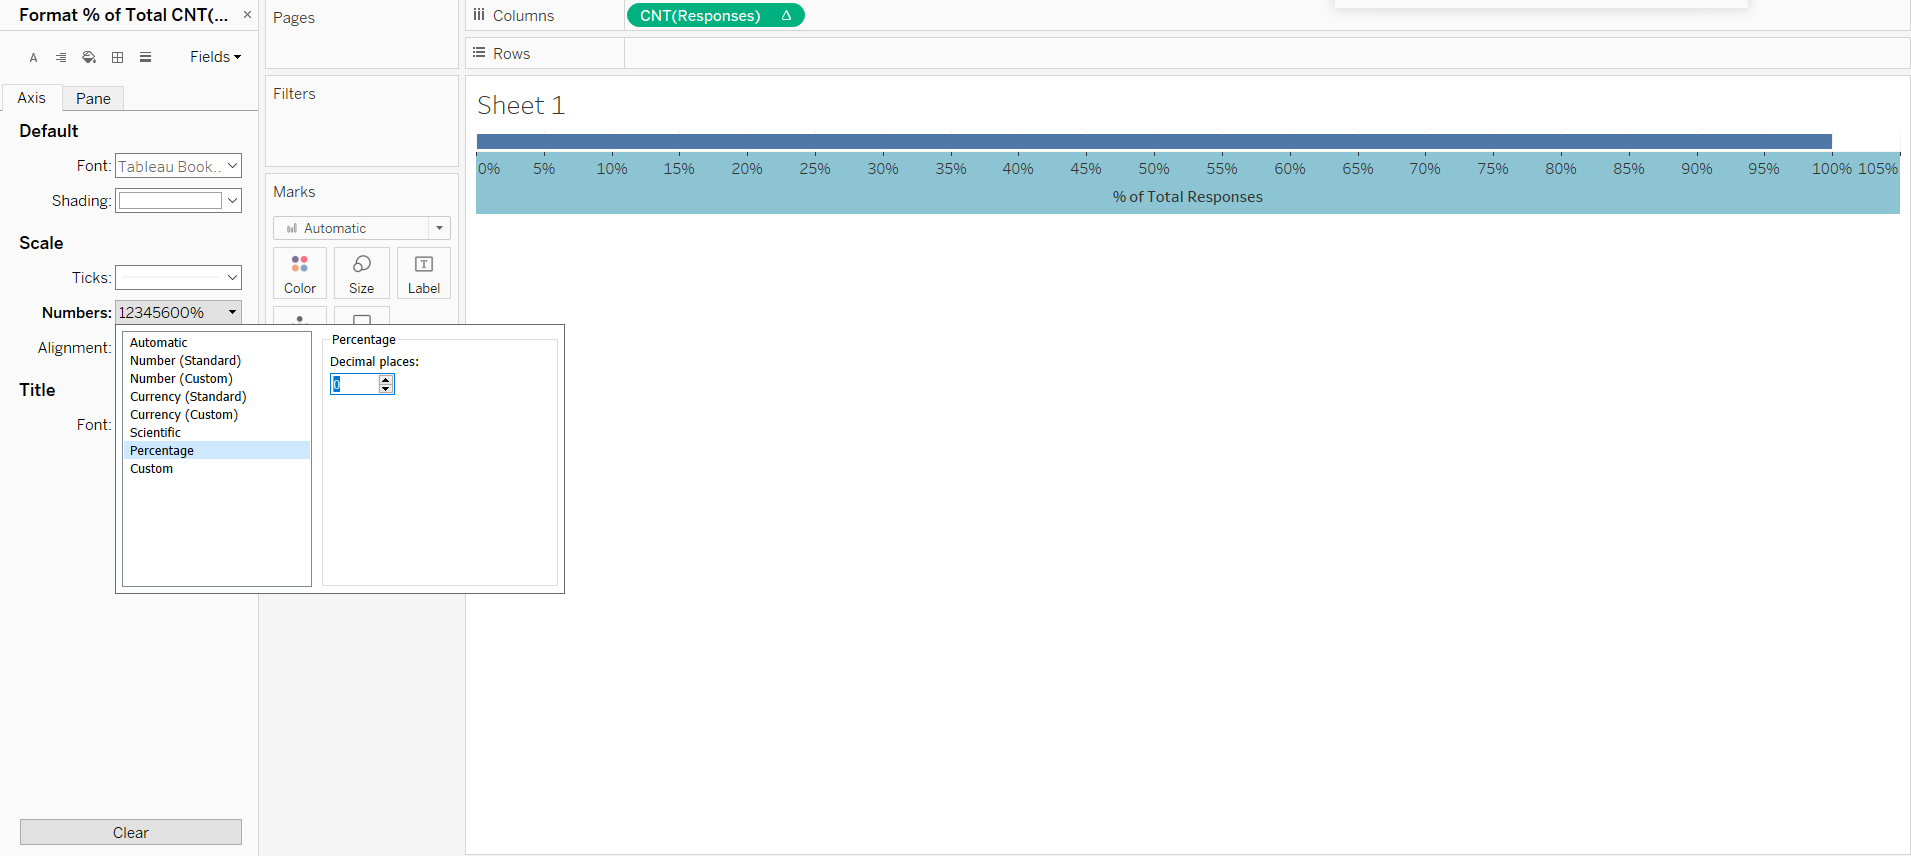 Format % of Total CNT(... ×
A Fields
Axis Pane
Default
Font: Tableau Book..
Shading:
Scale
Ticks:
Numbers: 12345600%
Alignment:
Title
Font:
Automatic
Number (Standard)
Number (Custom)
Currency (Standard)
Currency (Custom)
Scientific
Percentage
Custom
Percentage
Decimal places:
0
Clear
Pages
Filters
Marks
Automatic
Color Size Label
Columns CNT(Responses) Δ
Rows
Sheet 1
0% 5% 10% 15% 20% 25% 30% 35% 40% 45% 50% 55% 60% 65% 70% 75% 80% 85% 90% 95% 100% 105%
% of Total Responses